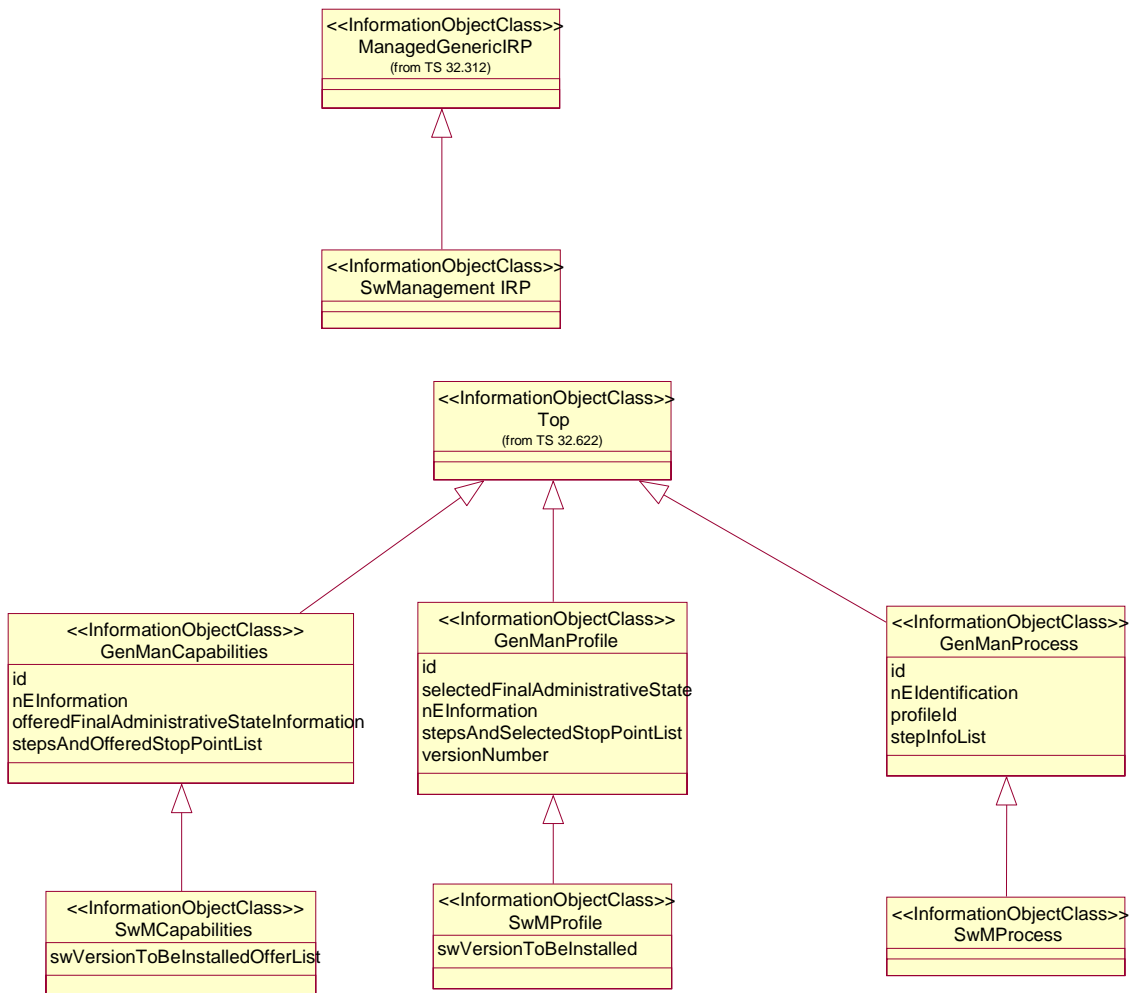 <<InformationObjectClass>>
ManagedGenericIRP
(from TS 32.312)
<<InformationObjectClass>>
SwManagement IRP
<<InformationObjectClass>>
Top
(from TS 32.622)
<<InformationObjectClass>>
GenManCapabilities
id
nEInformation
offeredFinalAdministrativeStateInformation
stepsAndOfferedStopPointList
<<InformationObjectClass>>
GenManProfile
id
selectedFinalAdministrativeState
nEInformation
stepsAndSelectedStopPointList
versionNumber
<<InformationObjectClass>>
GenManProcess
id
nEIdentification
profileId
stepInfoList
<<InformationObjectClass>>
SwMCapabilities
swVersionToBeInstalledOfferList
<<InformationObjectClass>>
SwMProfile
swVersionToBeInstalled
<<InformationObjectClass>>
SwMProcess